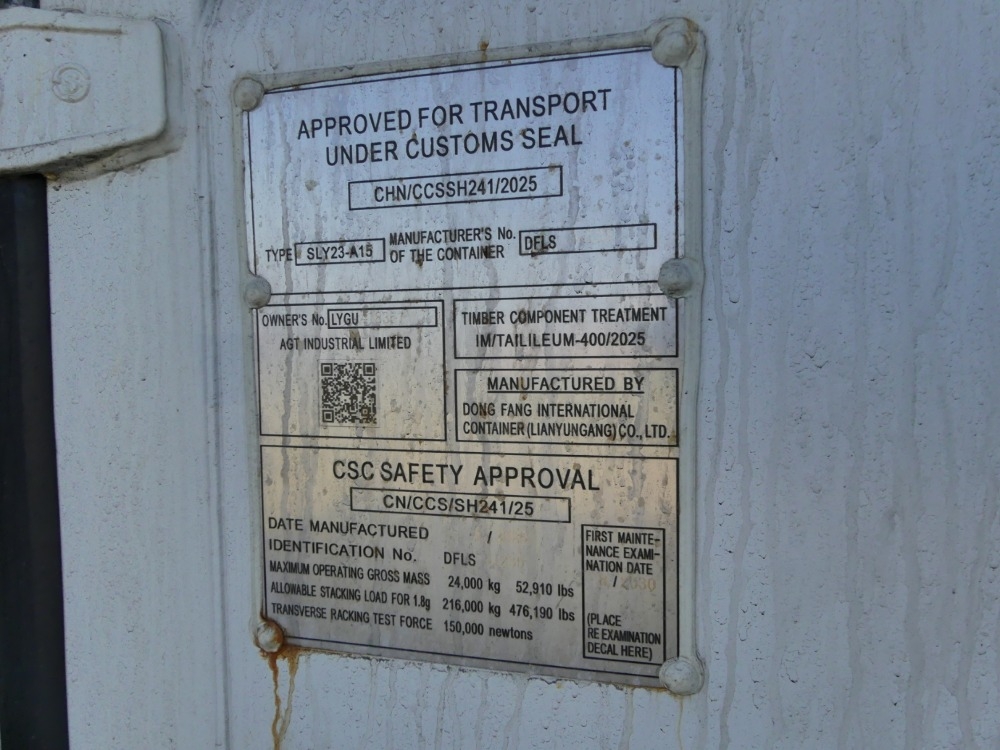 APPROVED FOR TRANSPORT
UNDER CUSTOMS SEAL
CHN/CCSSH241/2025
TYPE SLY23-A15 MANUFACTURER'S No. OF THE CONTAINER DFLS
OWNER'S No. LYGU
AGT INDUSTRIAL LIMITED
TIMBER COMPONENT TREATMENT
IM/TAILILEUM-400/2025
MANUFACTURED BY
DONG FANG INTERNATIONAL
CONTAINER (LIANYUNGANG) CO., LTD.
CSC SAFETY APPROVAL
CN/CCS/SH241/25
DATE MANUFACTURED /
IDENTIFICATION No. DFLS
MAXIMUM OPERATING GROSS MASS 24,000 kg 52,910 lbs
ALLOWABLE STACKING LOAD FOR 1.8g 216,000 kg 476,190 lbs
TRANSVERSE RACKING TEST FORCE 150,000 newtons
FIRST MAINTE-
NANCE EXAMI-
NATION DATE
/ 2030
(PLACE
RE EXAMINATION
DECAL HERE)